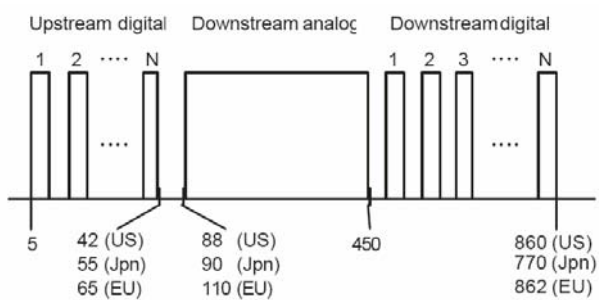 Upstream digital Downstream analog Downstream digital
1 2 .... N 1 2 3 .... N
.... ....
5 42 (US) 88 (US) 450 860 (US)
55 (Jpn) 90 (Jpn) 770 (Jpn)
65 (EU) 110 (EU) 862 (EU)